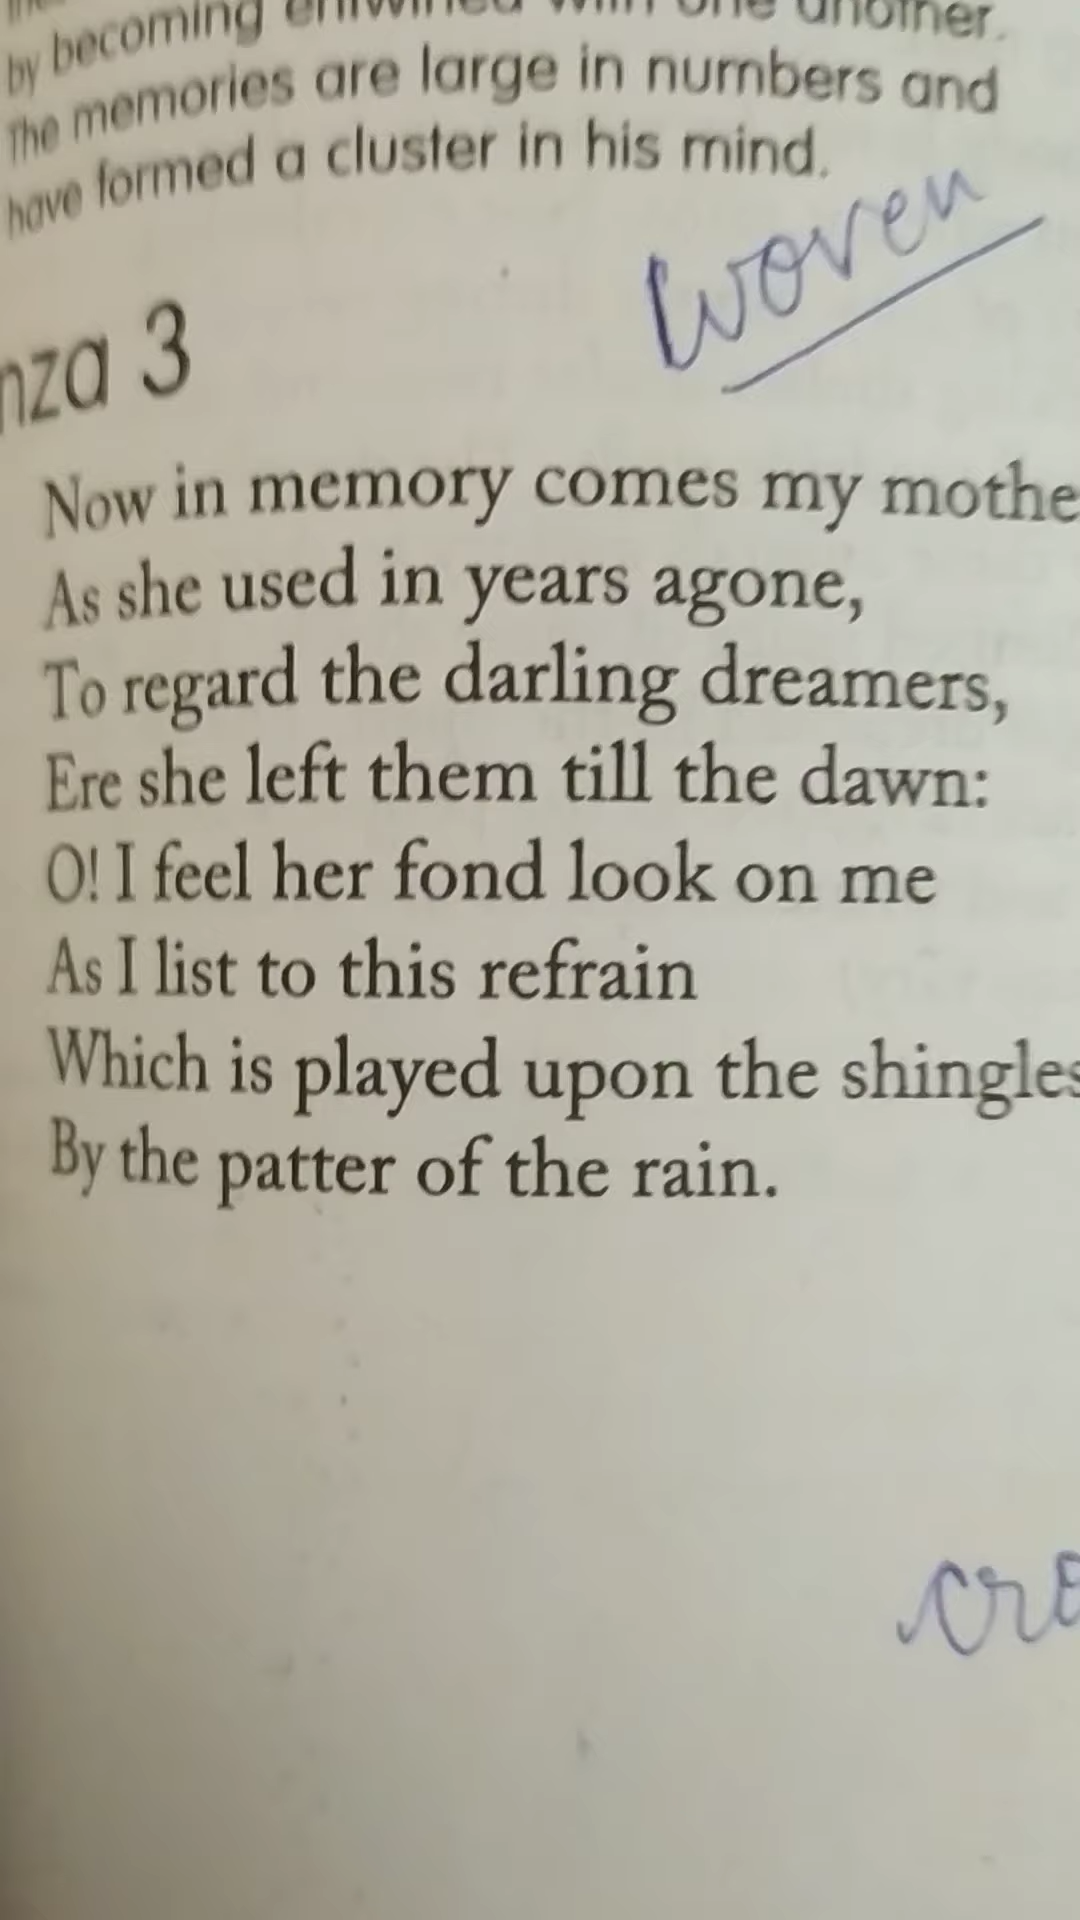 by becoming entwined with one another.
The memories are large in numbers and
have formed a cluster in his mind.
woven
nza 3
Now in memory comes my mothe
As she used in years agone,
To regard the darling dreamers,
Ere she left them till the dawn:
O! I feel her fond look on me
As I list to this refrain
Which is played upon the shingles
By the patter of the rain.